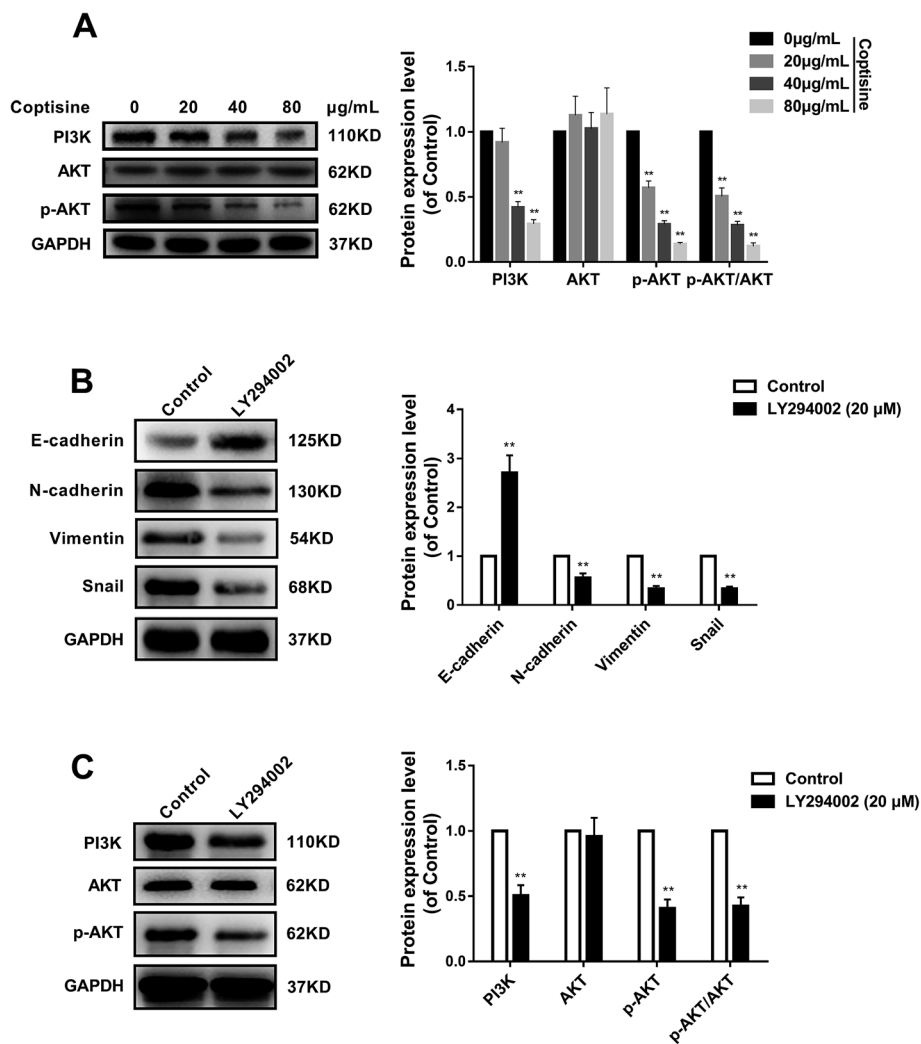 A
Coptisine 0 20 40 80 μg/mL
PI3K 110KD
AKT 62KD
p-AKT 62KD
GAPDH 37KD
Protein expression level
(of Control)
1.5
1.0
0.5
0.0
PI3K AKT p-AKT p-AKT/AKT
** ** ** ** ** ** ** **
0μg/mL
20μg/mL
40μg/mL
80μg/mL
Coptisine
B
Control LY294002
E-cadherin 125KD
N-cadherin 130KD
Vimentin 54KD
Snail 68KD
GAPDH 37KD
Protein expression level
(of Control)
4
3
2
1
0
** ** ** **
E-cadherin N-cadherin Vimentin Snail
Control
LY294002 (20 μM)
C
Control LY294002
PI3K 110KD
AKT 62KD
p-AKT 62KD
GAPDH 37KD
Protein expression level
(of Control)
1.5
1.0
0.5
0.0
** ** **
PI3K AKT p-AKT p-AKT/AKT
Control
LY294002 (20 μM)